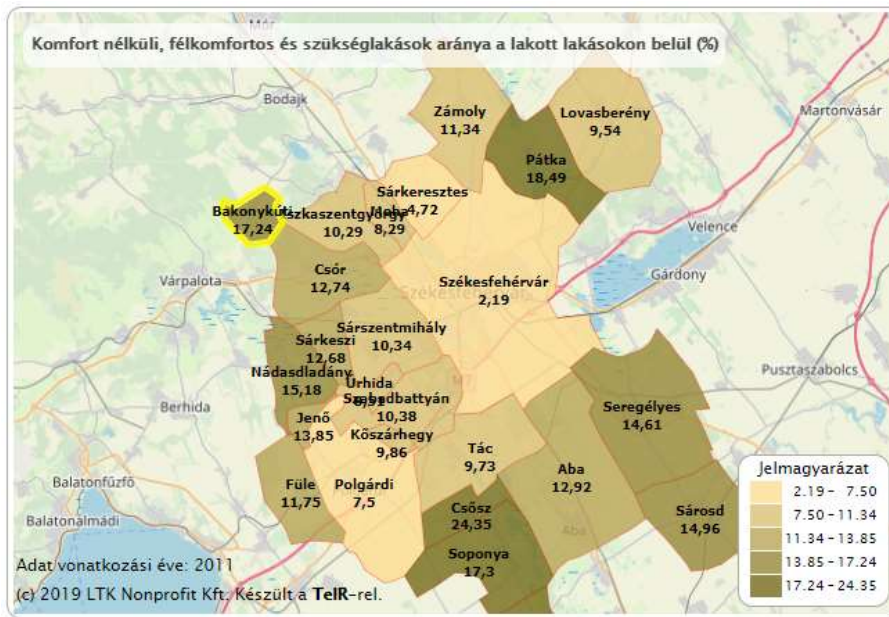 Komfort nélküli, félkomfortos és szükséglakások aránya a lakott lakásokon belül (%)
Mór
Bodajk
Zámoly
11,34
Lovasberény
9,54
Martonvásár
Pátka
18,49
Sárkeresztes
4,72
Bakonykúti
17,24
Iszkaszentgyörgy
10,29
Moha
8,29
Velence
Csór
12,74
Székesfehérvár
2,19
Gárdony
Várpalota
Sárszentmihály
10,34
Sárkeszi
12,68
Nádasdladány
15,18
Úrhida
Szabadbattyán
10,38
M7
Pusztaszabolcs
Berhida
Seregélyes
14,61
Jenő
13,85
Kőszárhegy
9,86
Tác
9,73
Aba
12,92
Füle
11,75
Polgárdi
7,5
Balatonfűzfő
Balatonalmádi
Csősz
24,35
Soponya
17,3
Sárosd
14,96
Aba
Jelmagyarázat
2.19 – 7.50
7.50 – 11.34
11.34 – 13.85
13.85 – 17.24
17.24 – 24.35
Adat vonatkozási éve: 2011
(c) 2019 LTK Nonprofit Kft. Készült a TeIR-rel.